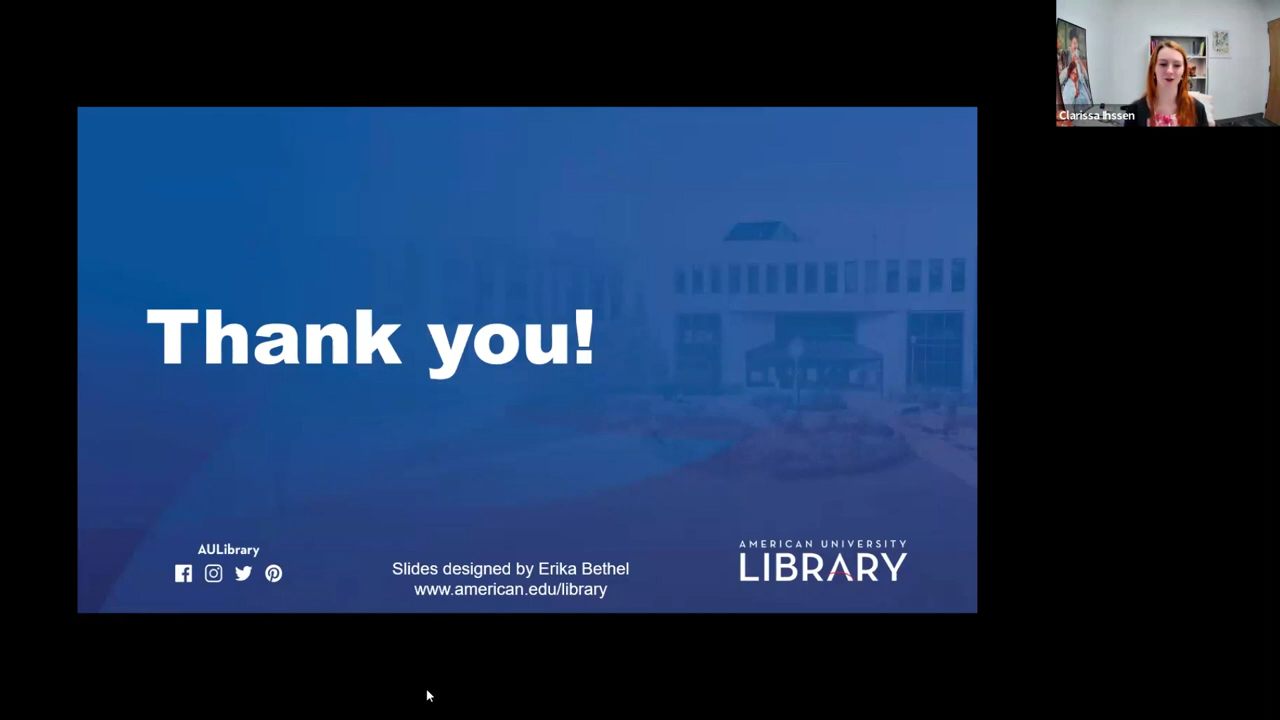 Clarissa Ihssen
Thank you!
AULibrary
Slides designed by Erika Bethel
www.american.edu/library
AMERICAN UNIVERSITY
LIBRARY